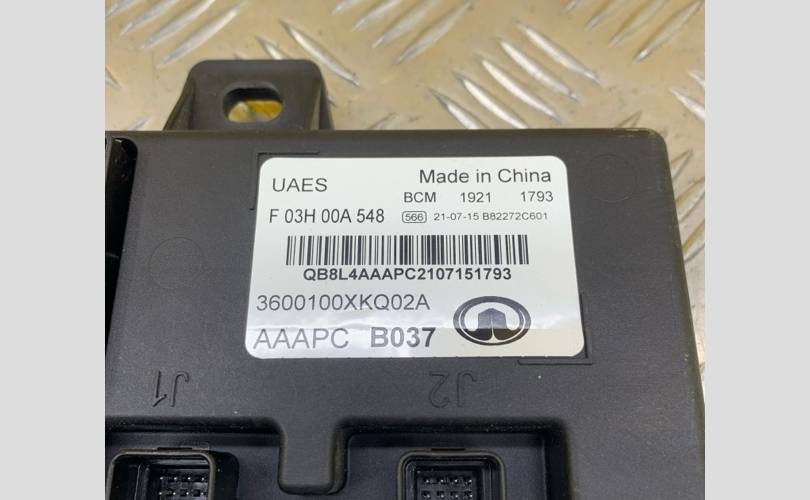 UAES Made in China
BCM 1921 1793
F 03H 00A 548 566 21-07-15 B82272C601
QB8L4AAAPC2107151793
3600100XKQ02A
AAAPC B037
J1 J2